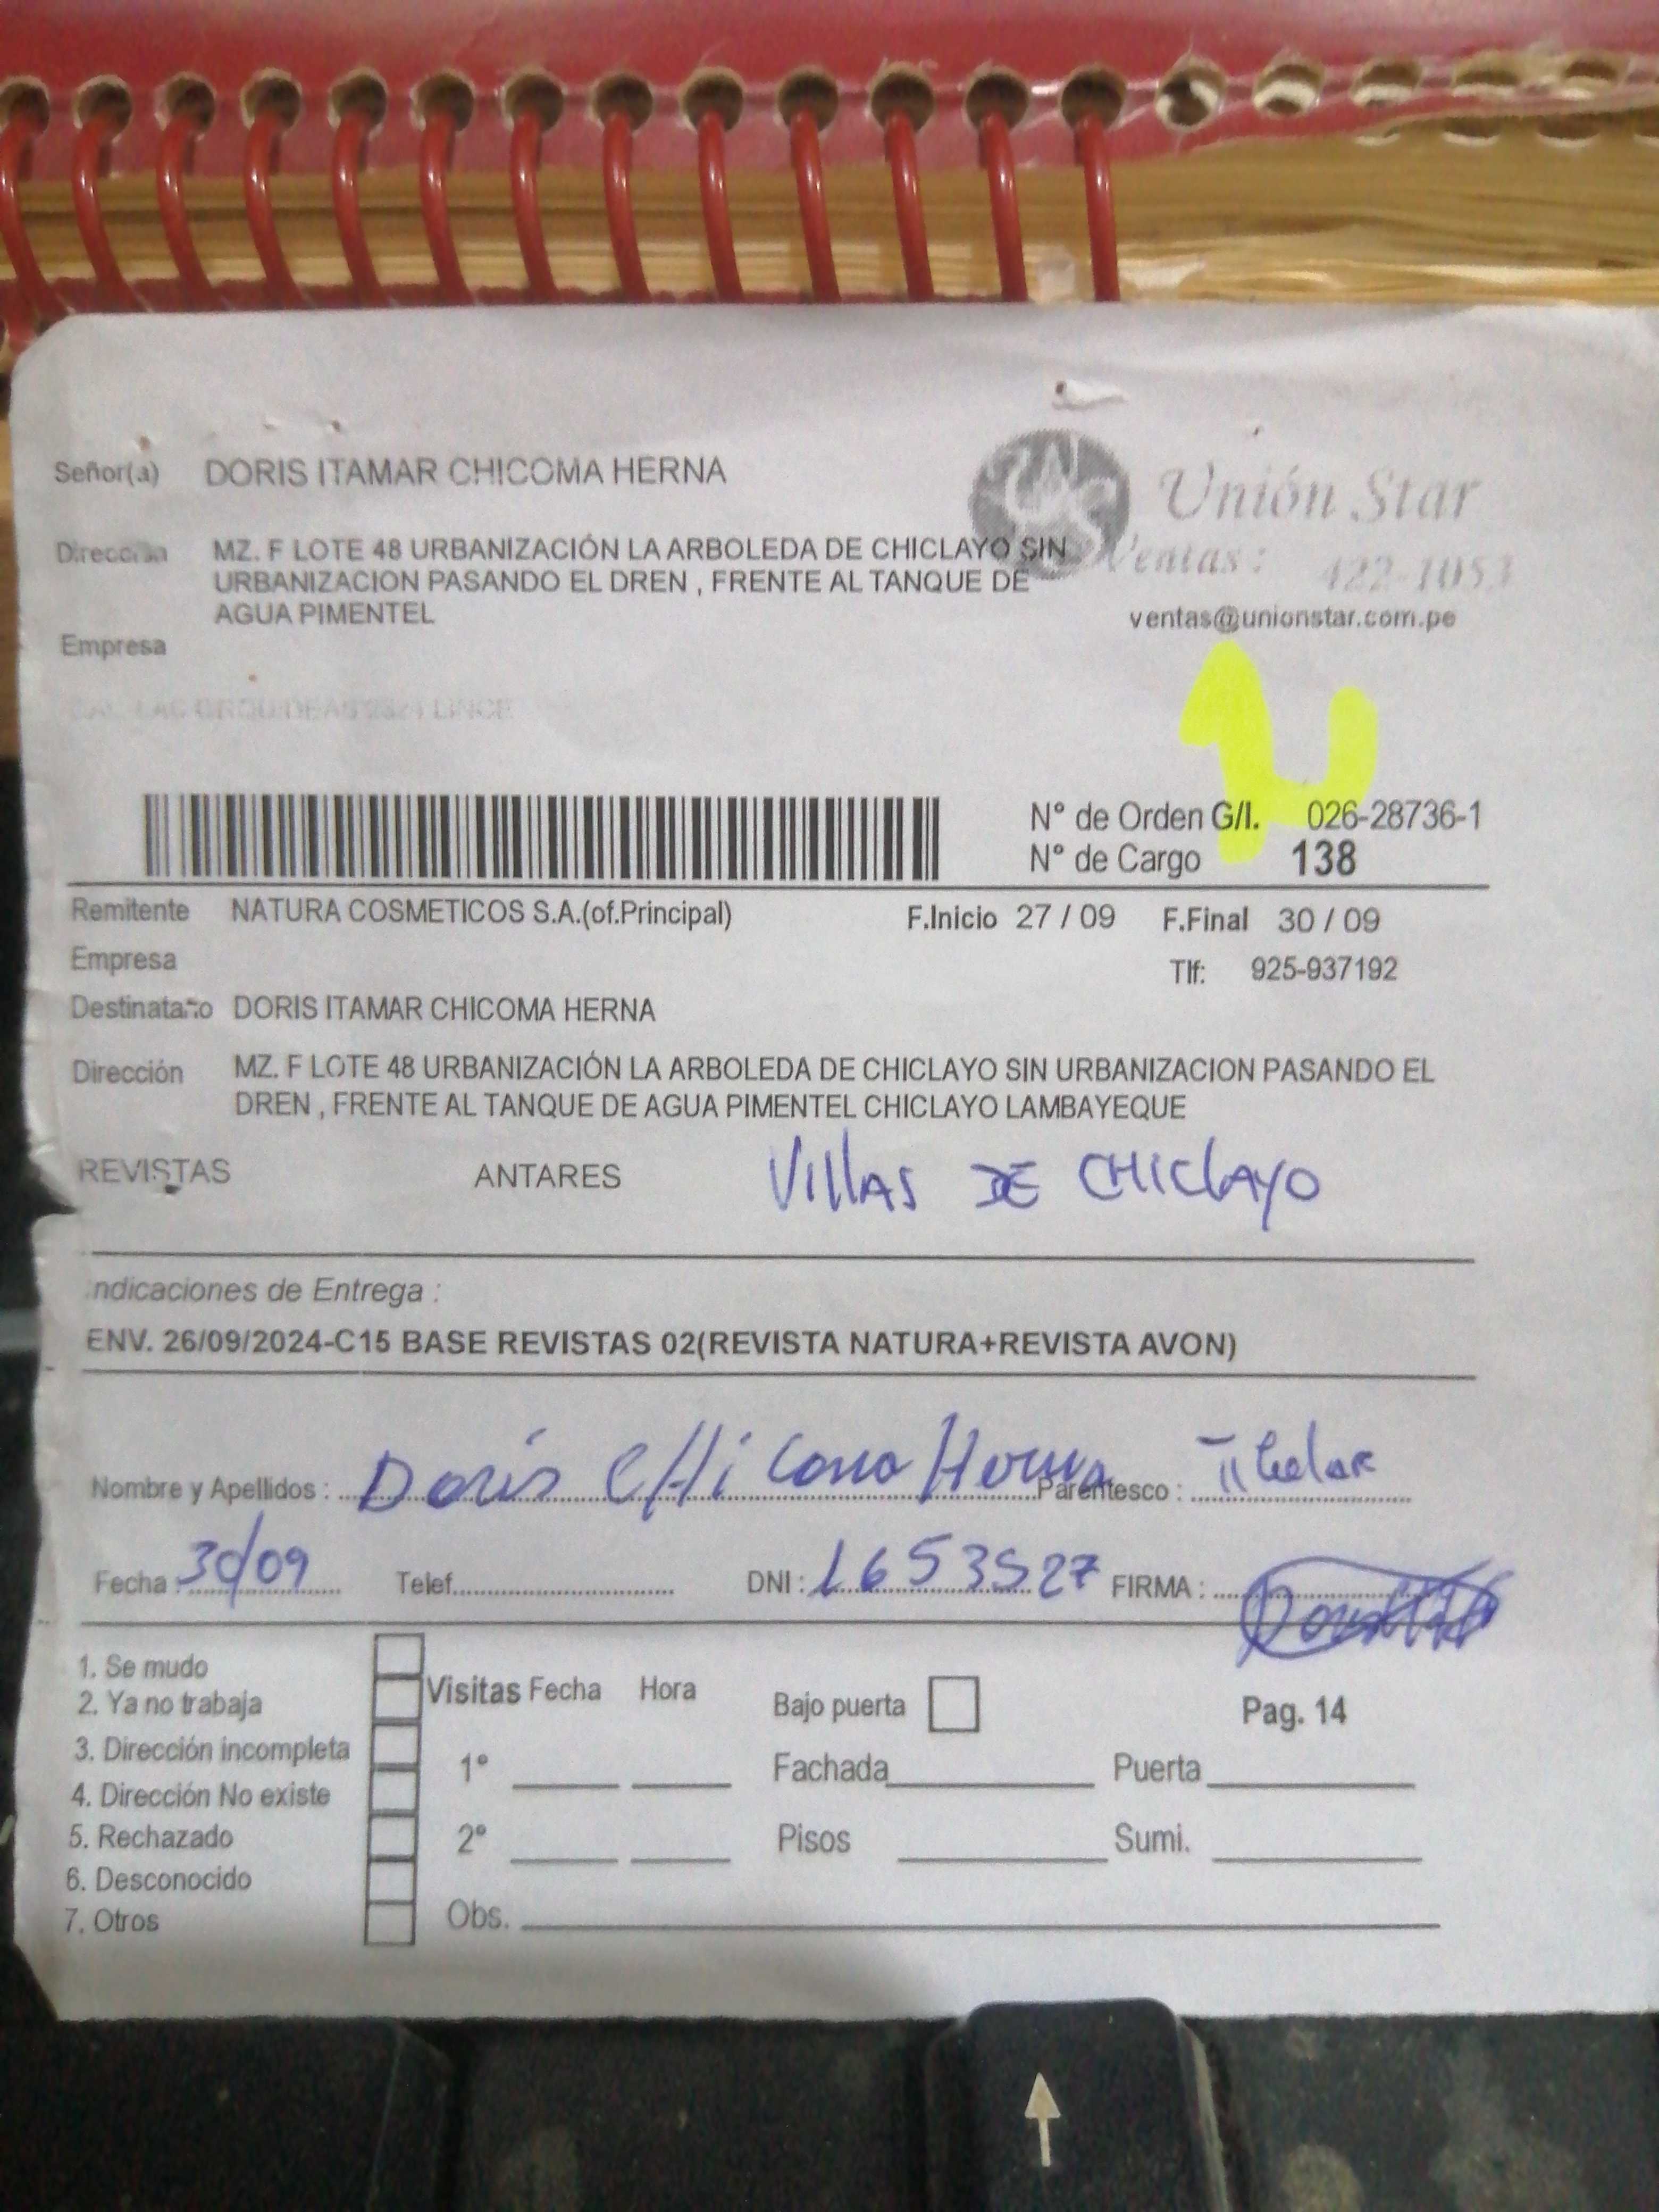 Señor(a) DORIS ITAMAR CHICOMA HERNA
Unión Star
Dirección MZ. F LOTE 48 URBANIZACIÓN LA ARBOLEDA DE CHICLAYO SIN
URBANIZACION PASANDO EL DREN , FRENTE AL TANQUE DE
AGUA PIMENTEL
Ventas: 422-1053
ventas@unionstar.com.pe
Empresa
N° de Orden G/I. 026-28736-1
N° de Cargo 138
Remitente NATURA COSMETICOS S.A.(of.Principal) F.Inicio 27 / 09 F.Final 30 / 09
Empresa Tlf: 925-937192
Destinatario DORIS ITAMAR CHICOMA HERNA
Dirección MZ. F LOTE 48 URBANIZACIÓN LA ARBOLEDA DE CHICLAYO SIN URBANIZACION PASANDO EL
DREN , FRENTE AL TANQUE DE AGUA PIMENTEL CHICLAYO LAMBAYEQUE
REVISTAS ANTARES Villas DE CHIclAYO
ndicaciones de Entrega :
ENV. 26/09/2024-C15 BASE REVISTAS 02(REVISTA NATURA+REVISTA AVON)
Nombre y Apellidos : Doris CHicoma Herna Parentesco : Titular
Fecha : 30/09 Telef. DNI : 1653527 FIRMA :
1. Se mudo
2. Ya no trabaja
3. Dirección incompleta
4. Dirección No existe
5. Rechazado
6. Desconocido
7. Otros
Visitas Fecha Hora
1°
2°
Obs.
Bajo puerta Pag. 14
Fachada Puerta
Pisos Sumi.